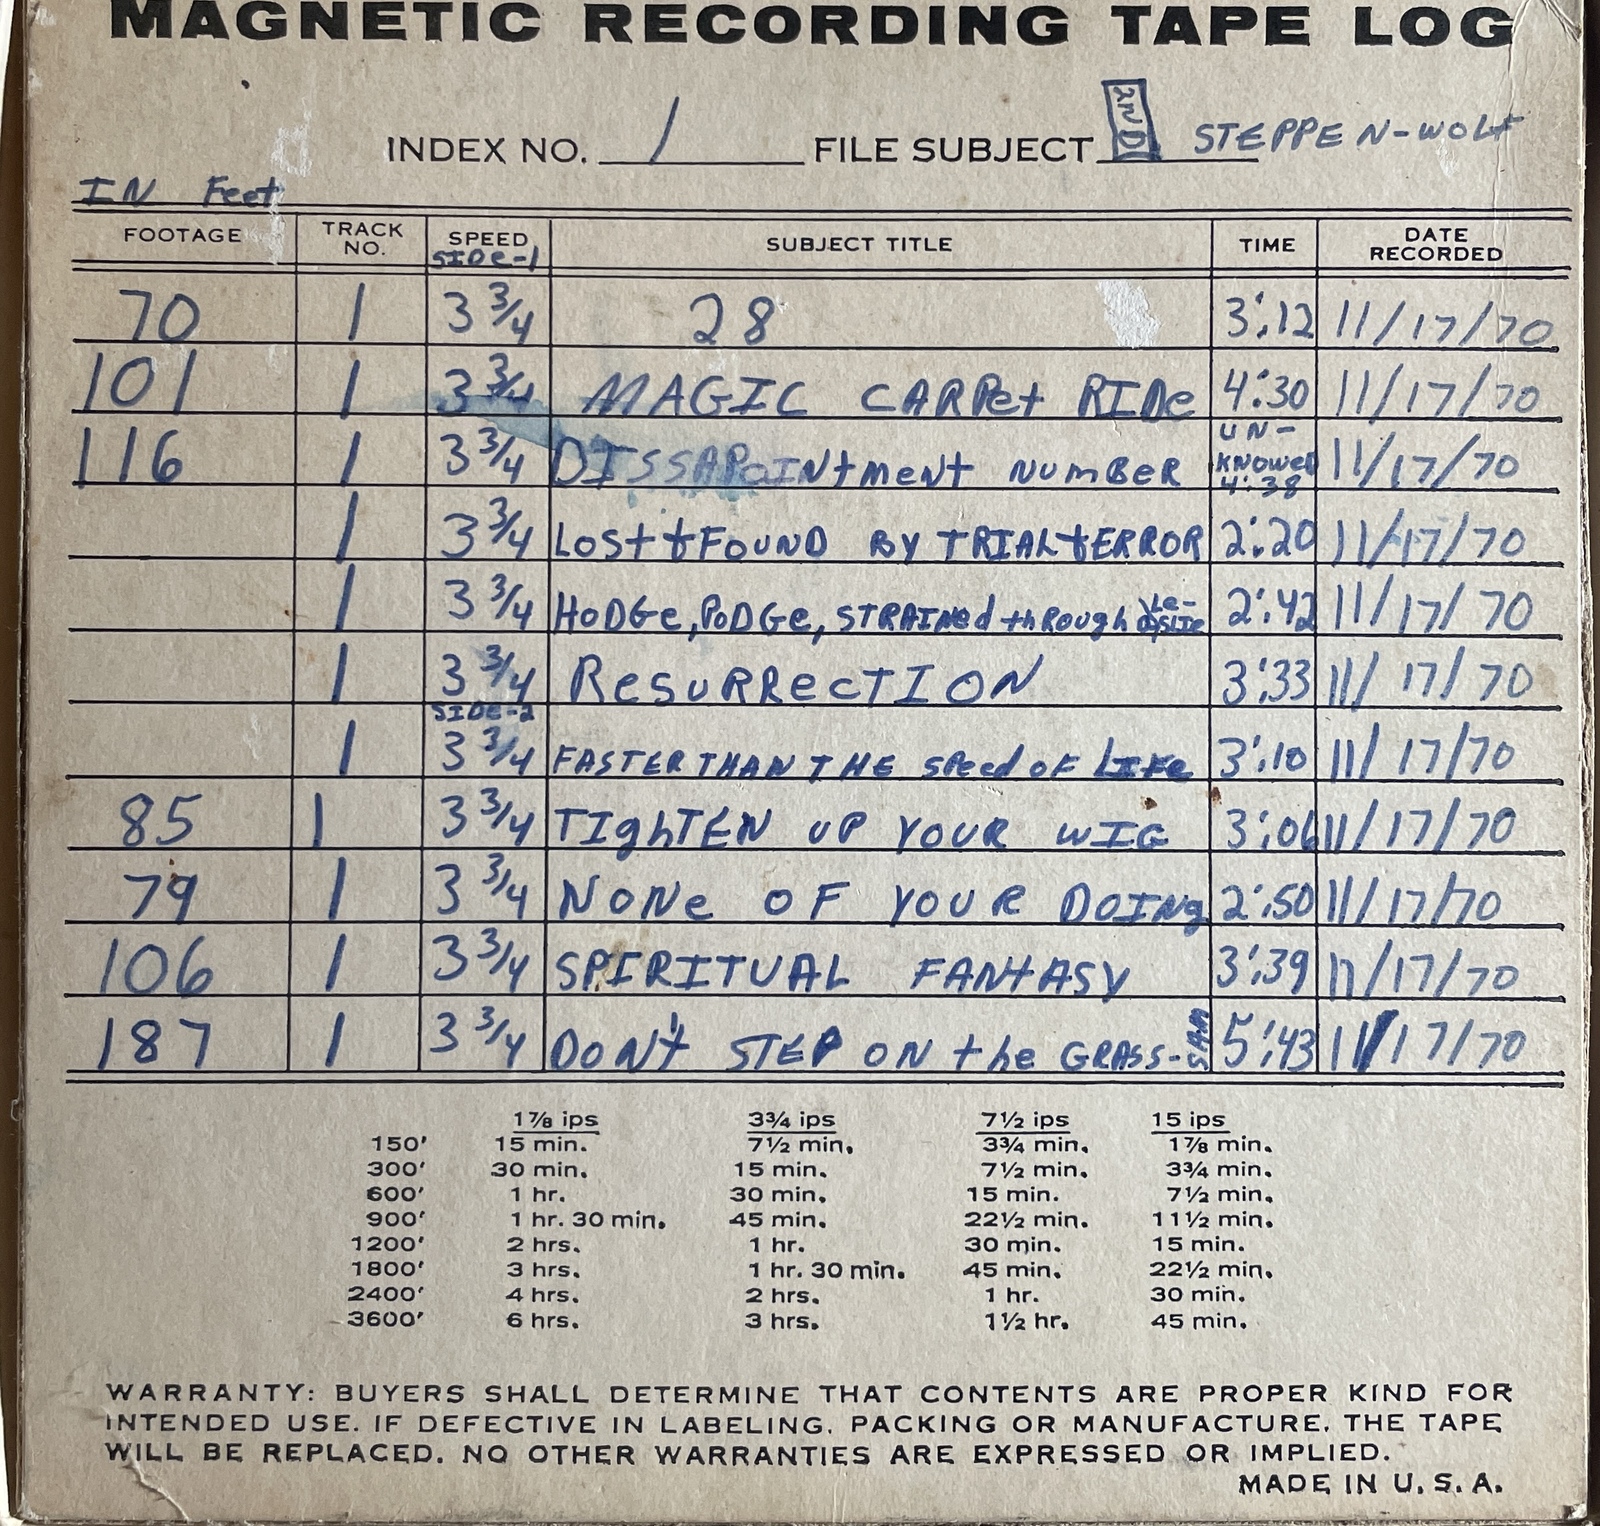 MAGNETIC RECORDING TAPE LOG
INDEX NO. 1 FILE SUBJECT 2ND STEPPEN-WOLF
IN Feet
FOOTAGE TRACK NO. SPEED SUBJECT TITLE TIME DATE RECORDED
SIDe-1
70 1 3 3/4 28 3:12 11/17/70
101 1 3 3/4 MAGIC CARPet RIDe 4:30 11/17/70
116 1 3 3/4 DISSAPoINtment NumBeR UN-KNOWeD 4:38 11/17/70
1 3 3/4 LOSt & FOUND BY TRIAL & ERROR 2:20 11/17/70
1 3 3/4 HoDGe, PoDGe, STRAINed thRough Le-SLIe 2:42 11/17/70
1 3 3/4 ResuRRecTION 3:33 11/17/70
SIDE-2
1 3 3/4 FASTER THAN THE speed oF LIFe 3:10 11/17/70
85 1 3 3/4 TIghTEN UP YOUR WIG 3:06 11/17/70
79 1 3 3/4 NONe OF YOUR DOINg 2:50 11/17/70
106 1 3 3/4 SPIRITUAL FANtASY 3:39 11/17/70
187 1 3 3/4 DON't STEP ON the GRASS-SAM 5:43 11/17/70
1⅞ ips 3¾ ips 7½ ips 15 ips
150' 15 min. 7½ min. 3¾ min. 1⅞ min.
300' 30 min. 15 min. 7½ min. 3¾ min.
600' 1 hr. 30 min. 15 min. 7½ min.
900' 1 hr. 30 min. 45 min. 22½ min. 11½ min.
1200' 2 hrs. 1 hr. 30 min. 15 min.
1800' 3 hrs. 1 hr. 30 min. 45 min. 22½ min.
2400' 4 hrs. 2 hrs. 1 hr. 30 min.
3600' 6 hrs. 3 hrs. 1½ hr. 45 min.
WARRANTY: BUYERS SHALL DETERMINE THAT CONTENTS ARE PROPER KIND FOR
INTENDED USE. IF DEFECTIVE IN LABELING, PACKING OR MANUFACTURE, THE TAPE
WILL BE REPLACED. NO OTHER WARRANTIES ARE EXPRESSED OR IMPLIED.
MADE IN U.S.A.